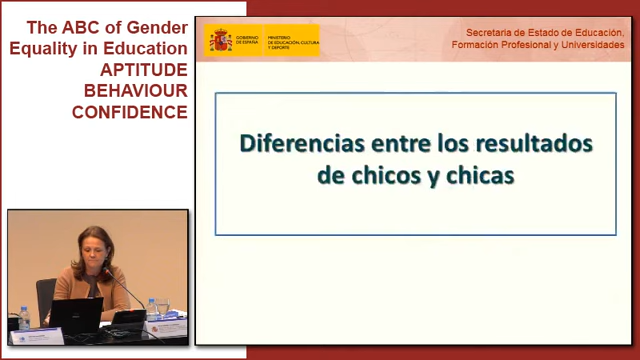 The ABC of Gender
Equality in Education
APTITUDE
BEHAVIOUR
CONFIDENCE
GOBIERNO
DE ESPAÑA
MINISTERIO
DE EDUCACIÓN, CULTURA
Y DEPORTE
Secretaria de Estado de Educación,
Formación Profesional y Universidades
Diferencias entre los resultados
de chicos y chicas